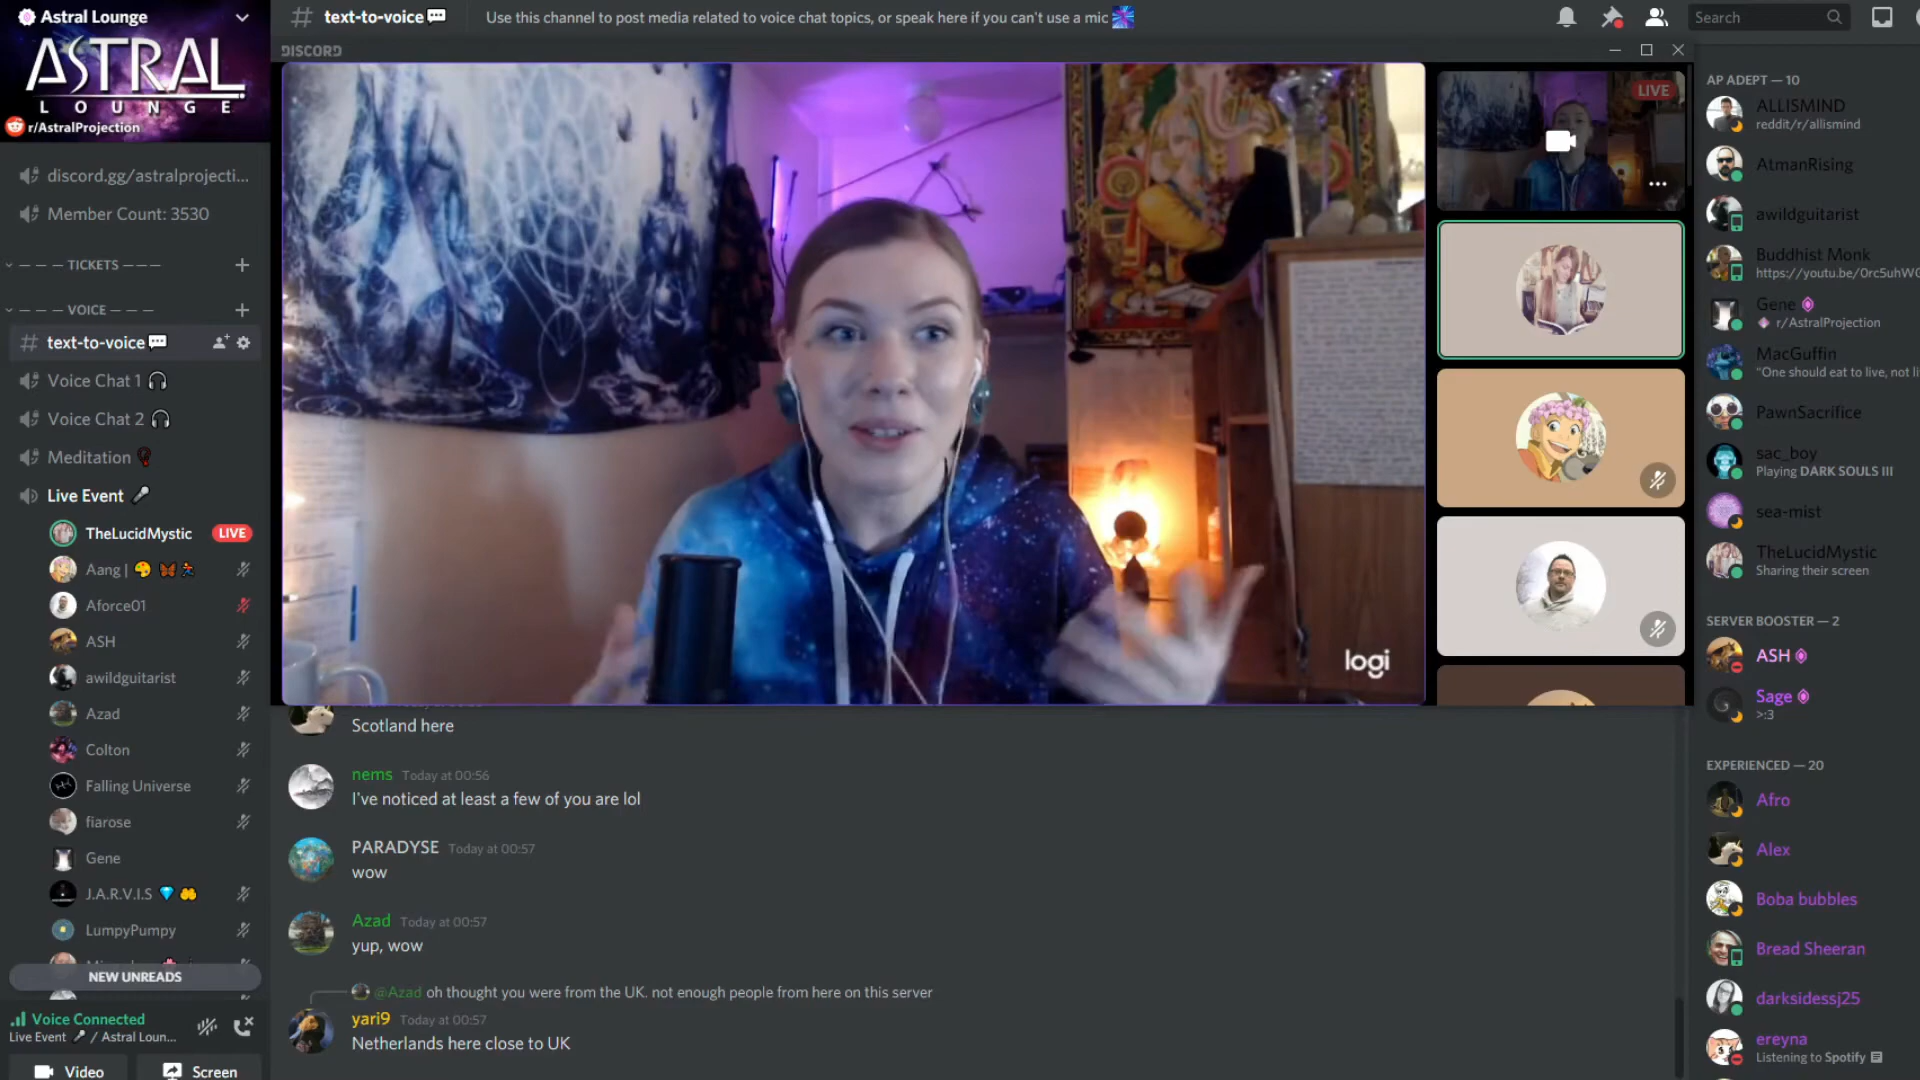 Astral Lounge
ASTRAL
LOUNGE
r/AstralProjection
discord.gg/astralprojecti...
Member Count: 3530
— — — TICKETS — — —
— — — VOICE — — —
text-to-voice
Voice Chat 1
Voice Chat 2
Meditation
Live Event
TheLucidMystic LIVE
Aang |
Aforce01
ASH
awildguitarist
Azad
Colton
Falling Universe
fiarose
Gene
J.A.R.V.I.S
LumpyPumpy
NEW UNREADS
Voice Connected
Live Event / Astral Loun...
Video Screen
text-to-voice Use this channel to post media related to voice chat topics, or speak here if you can't use a mic
Search
DISCORD
LIVE
logi
Scotland here
nems Today at 00:56
I've noticed at least a few of you are lol
PARADYSE Today at 00:57
wow
Azad Today at 00:57
yup, wow
@Azad oh thought you were from the UK. not enough people from here on this server
yari9 Today at 00:57
Netherlands here close to UK
AP ADEPT — 10
ALLISMIND
reddit/r/allismind
AtmanRising
awildguitarist
Buddhist Monk
https://youtu.be/0rc5uhW
Gene
r/AstralProjection
MacGuffin
"One should eat to live, not li
PawnSacrifice
sac_boy
Playing DARK SOULS III
sea-mist
TheLucidMystic
Sharing their screen
SERVER BOOSTER — 2
ASH
Sage
>:3
EXPERIENCED — 20
Afro
Alex
Boba bubbles
Bread Sheeran
darksidessj25
ereyna
Listening to Spotify